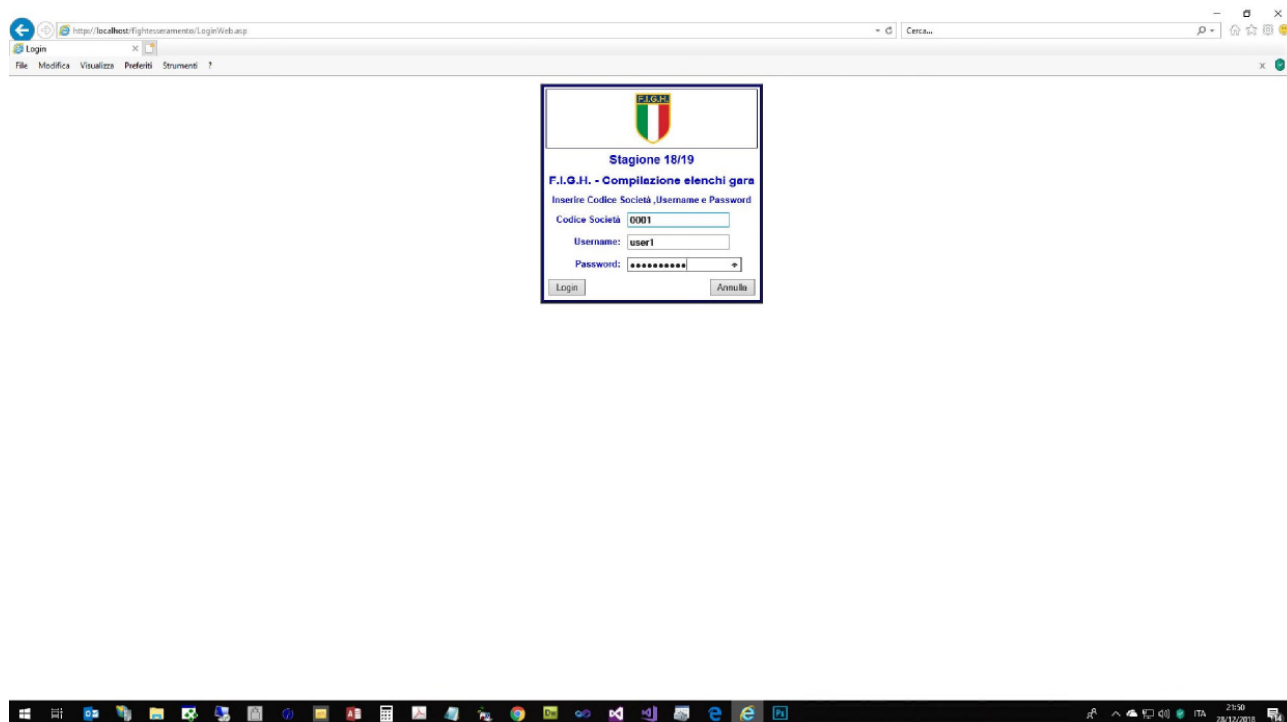 http://localhost/fightesseramento/LoginWeb.asp
Cerca...
Login
File Modifica Visualizza Preferiti Strumenti ?
F.I.G.H.
Stagione 18/19
F.I.G.H. - Compilazione elenchi gara
Inserire Codice Società ,Username e Password
Codice Società 0001
Username: user1
Password: ••••••••••
Login Annulla
ITA
21:50
28/12/2018